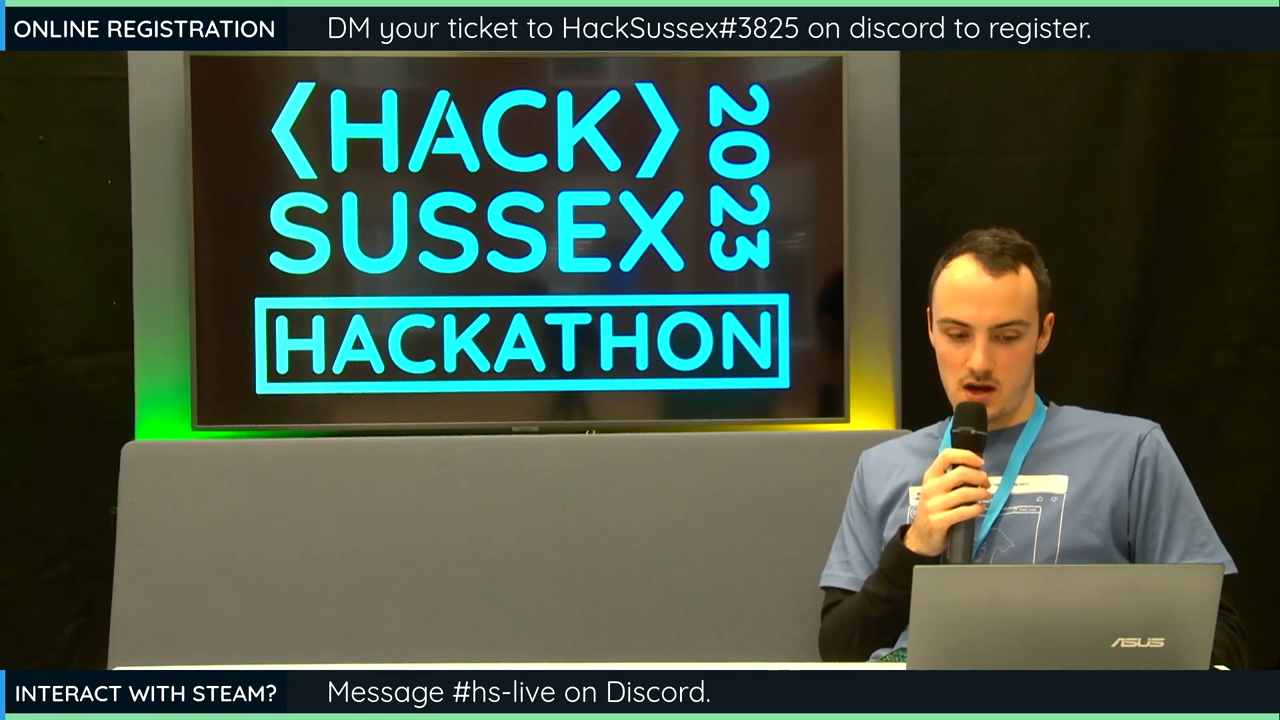 ONLINE REGISTRATION
DM your ticket to HackSussex#3825 on discord to register.
⟨HACK⟩
SUSSEX
2023
HACKATHON
ASUS
INTERACT WITH STEAM?
Message #hs-live on Discord.